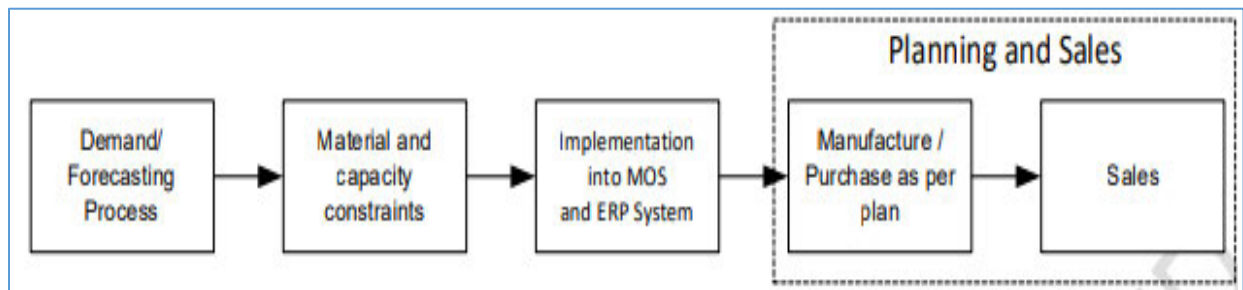 Planning and Sales
Demand/
Forecasting
Process
Material and
capacity
constraints
Implementation
into MOS
and ERP System
Manufacture /
Purchase as per
plan
Sales